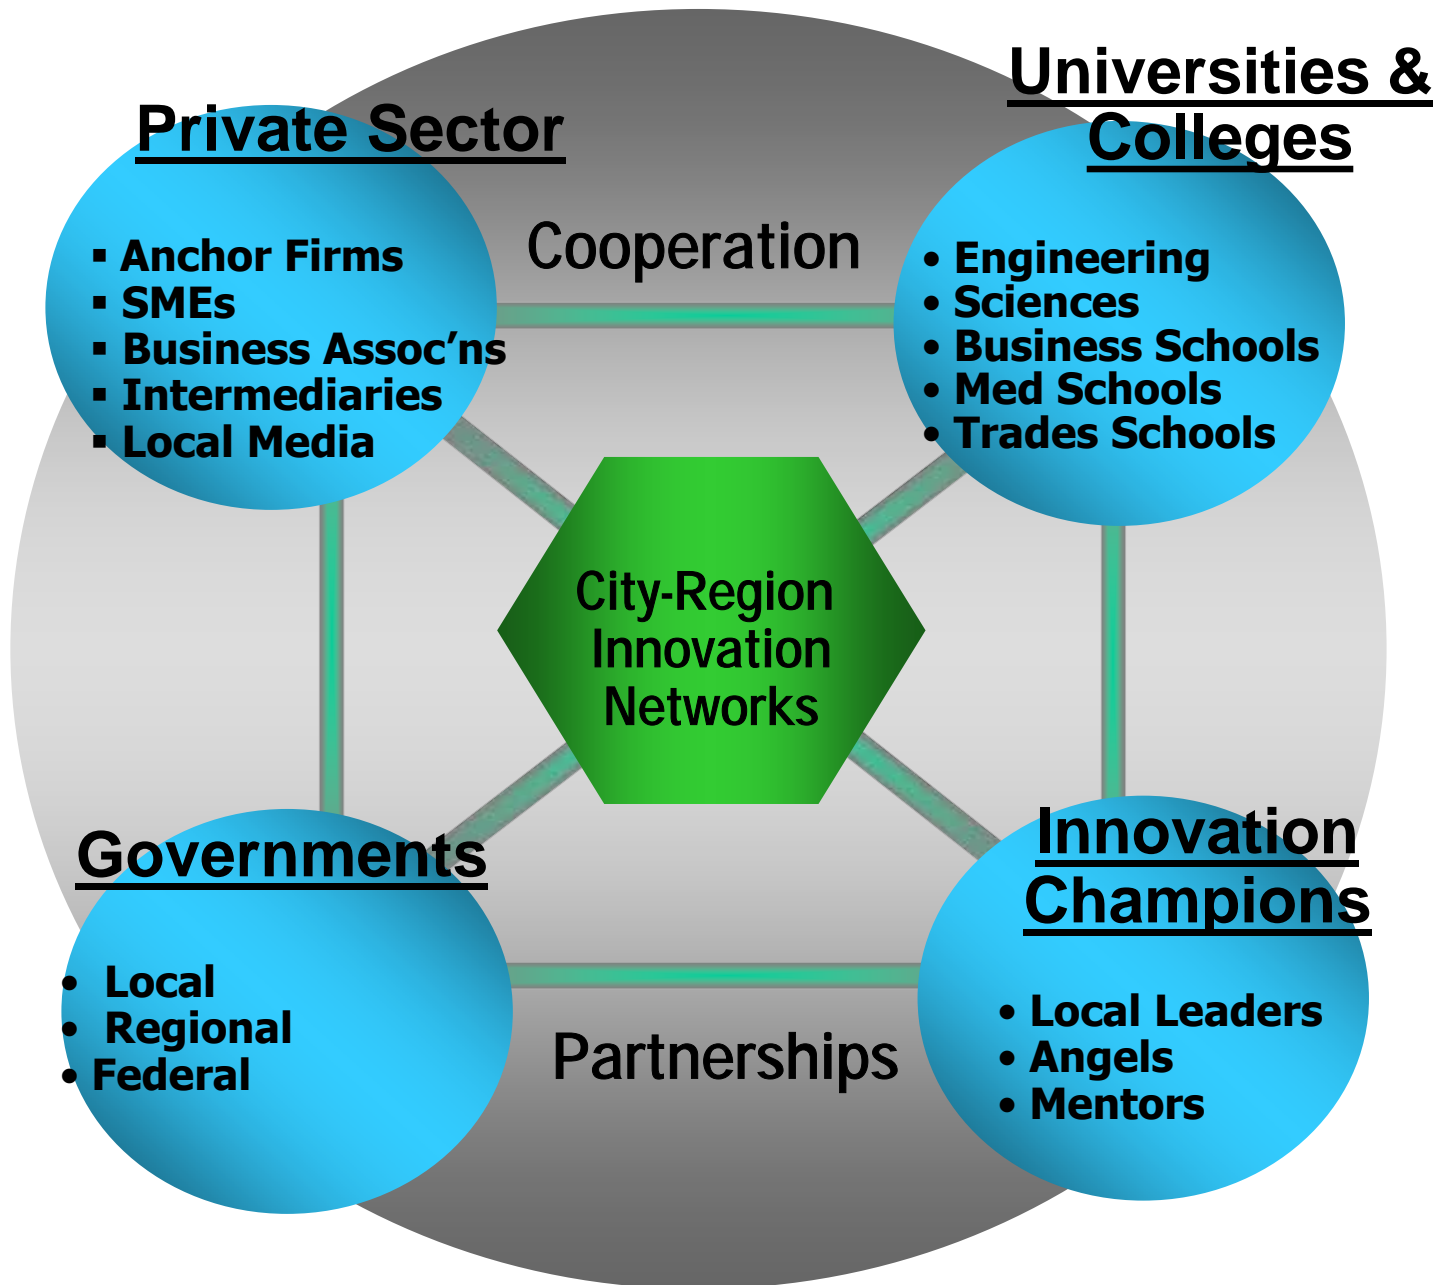 Private Sector
▪ Anchor Firms
▪ SMEs
▪ Business Assoc’ns
▪ Intermediaries
▪ Local Media
Cooperation
Universities &
Colleges
• Engineering
• Sciences
• Business Schools
• Med Schools
• Trades Schools
City-Region
Innovation
Networks
Governments
• Local
• Regional
• Federal
Partnerships
Innovation
Champions
• Local Leaders
• Angels
• Mentors